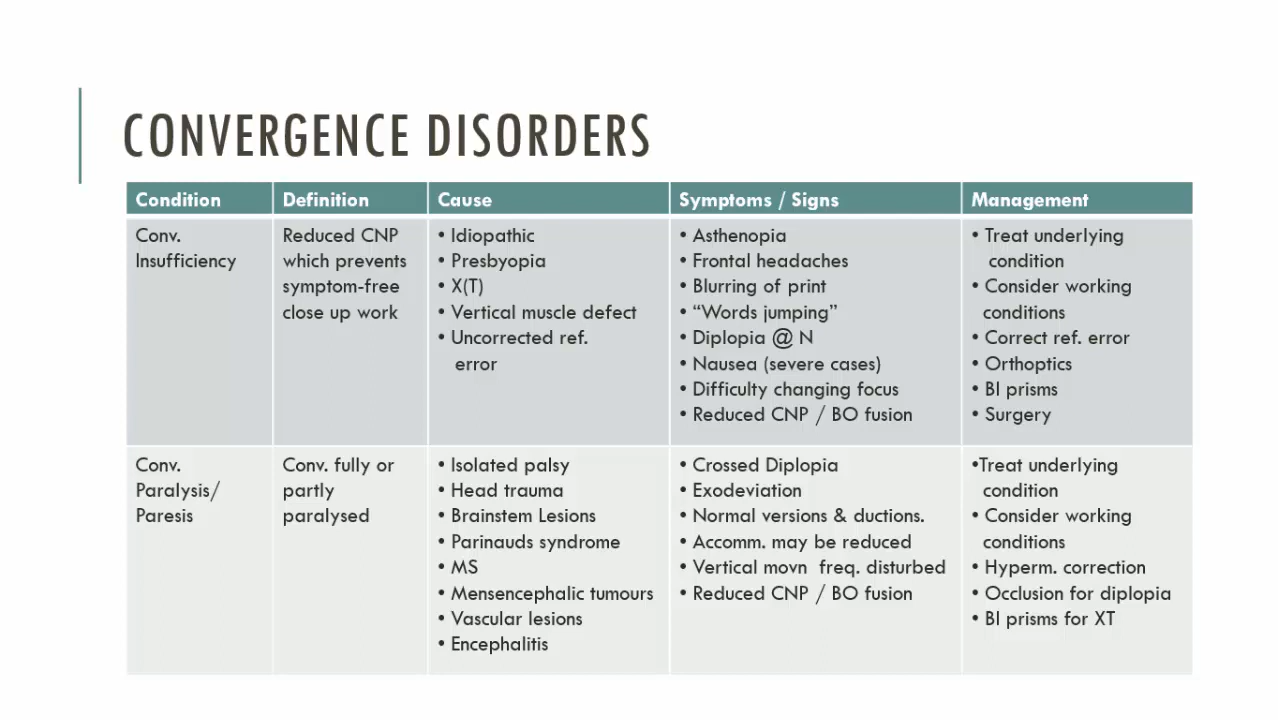 CONVERGENCE DISORDERS
Condition
Definition
Cause
Symptoms / Signs
Management
Conv.
Insufficiency
Reduced CNP
which prevents
symptom-free
close up work
• Idiopathic
• Presbyopia
• X(T)
• Vertical muscle defect
• Uncorrected ref.
error
• Asthenopia
• Frontal headaches
• Blurring of print
• “Words jumping”
• Diplopia @ N
• Nausea (severe cases)
• Difficulty changing focus
• Reduced CNP / BO fusion
• Treat underlying
condition
• Consider working
conditions
• Correct ref. error
• Orthoptics
• BI prisms
• Surgery
Conv.
Paralysis/
Paresis
Conv. fully or
partly
paralysed
• Isolated palsy
• Head trauma
• Brainstem Lesions
• Parinauds syndrome
• MS
• Mensencephalic tumours
• Vascular lesions
• Encephalitis
• Crossed Diplopia
• Exodeviation
• Normal versions & ductions.
• Accomm. may be reduced
• Vertical movn freq. disturbed
• Reduced CNP / BO fusion
•Treat underlying
condition
• Consider working
conditions
• Hyperm. correction
• Occlusion for diplopia
• BI prisms for XT